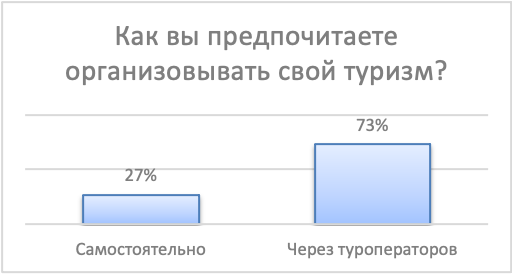 Как вы предпочитаете
организовывать свой туризм?
73%
27%
Самостоятельно
Через туроператоров